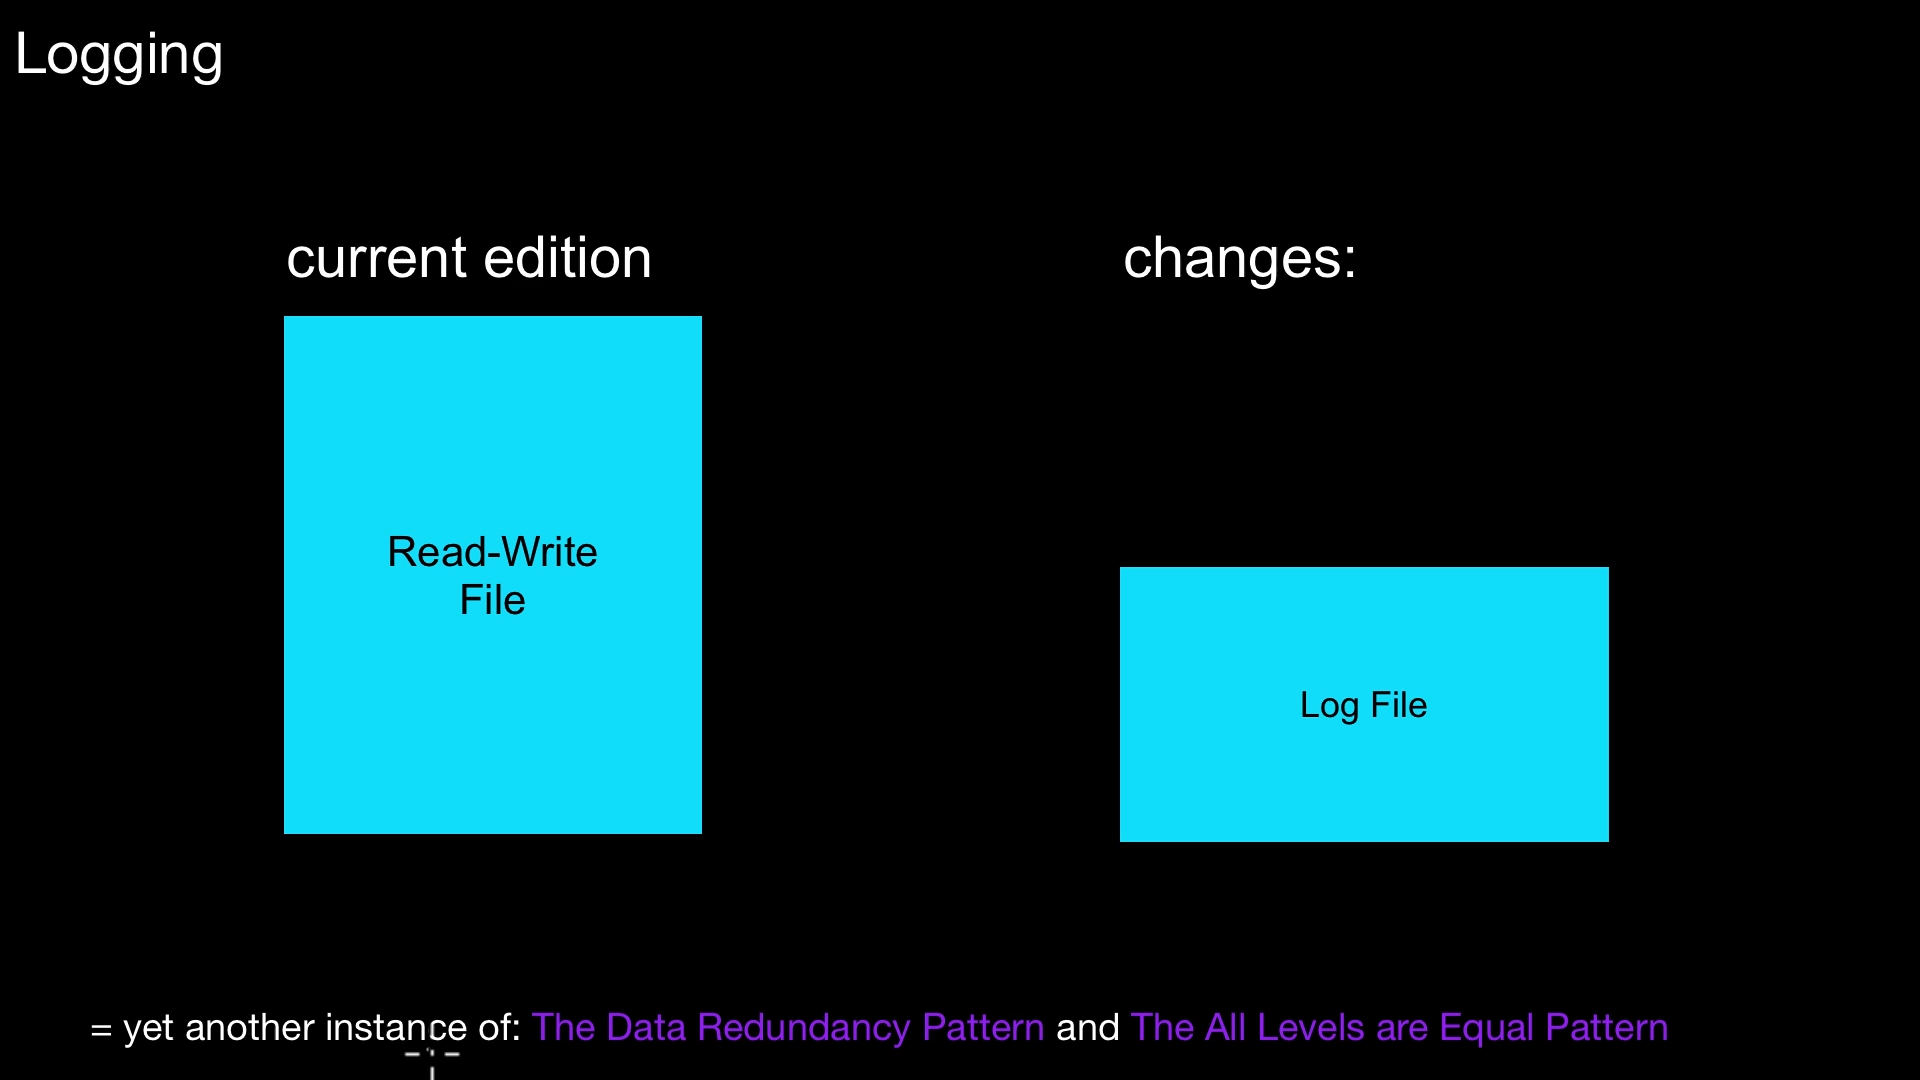 Logging
current edition
changes:
Read-Write
File
Log File
= yet another instance of: The Data Redundancy Pattern and The All Levels are Equal Pattern